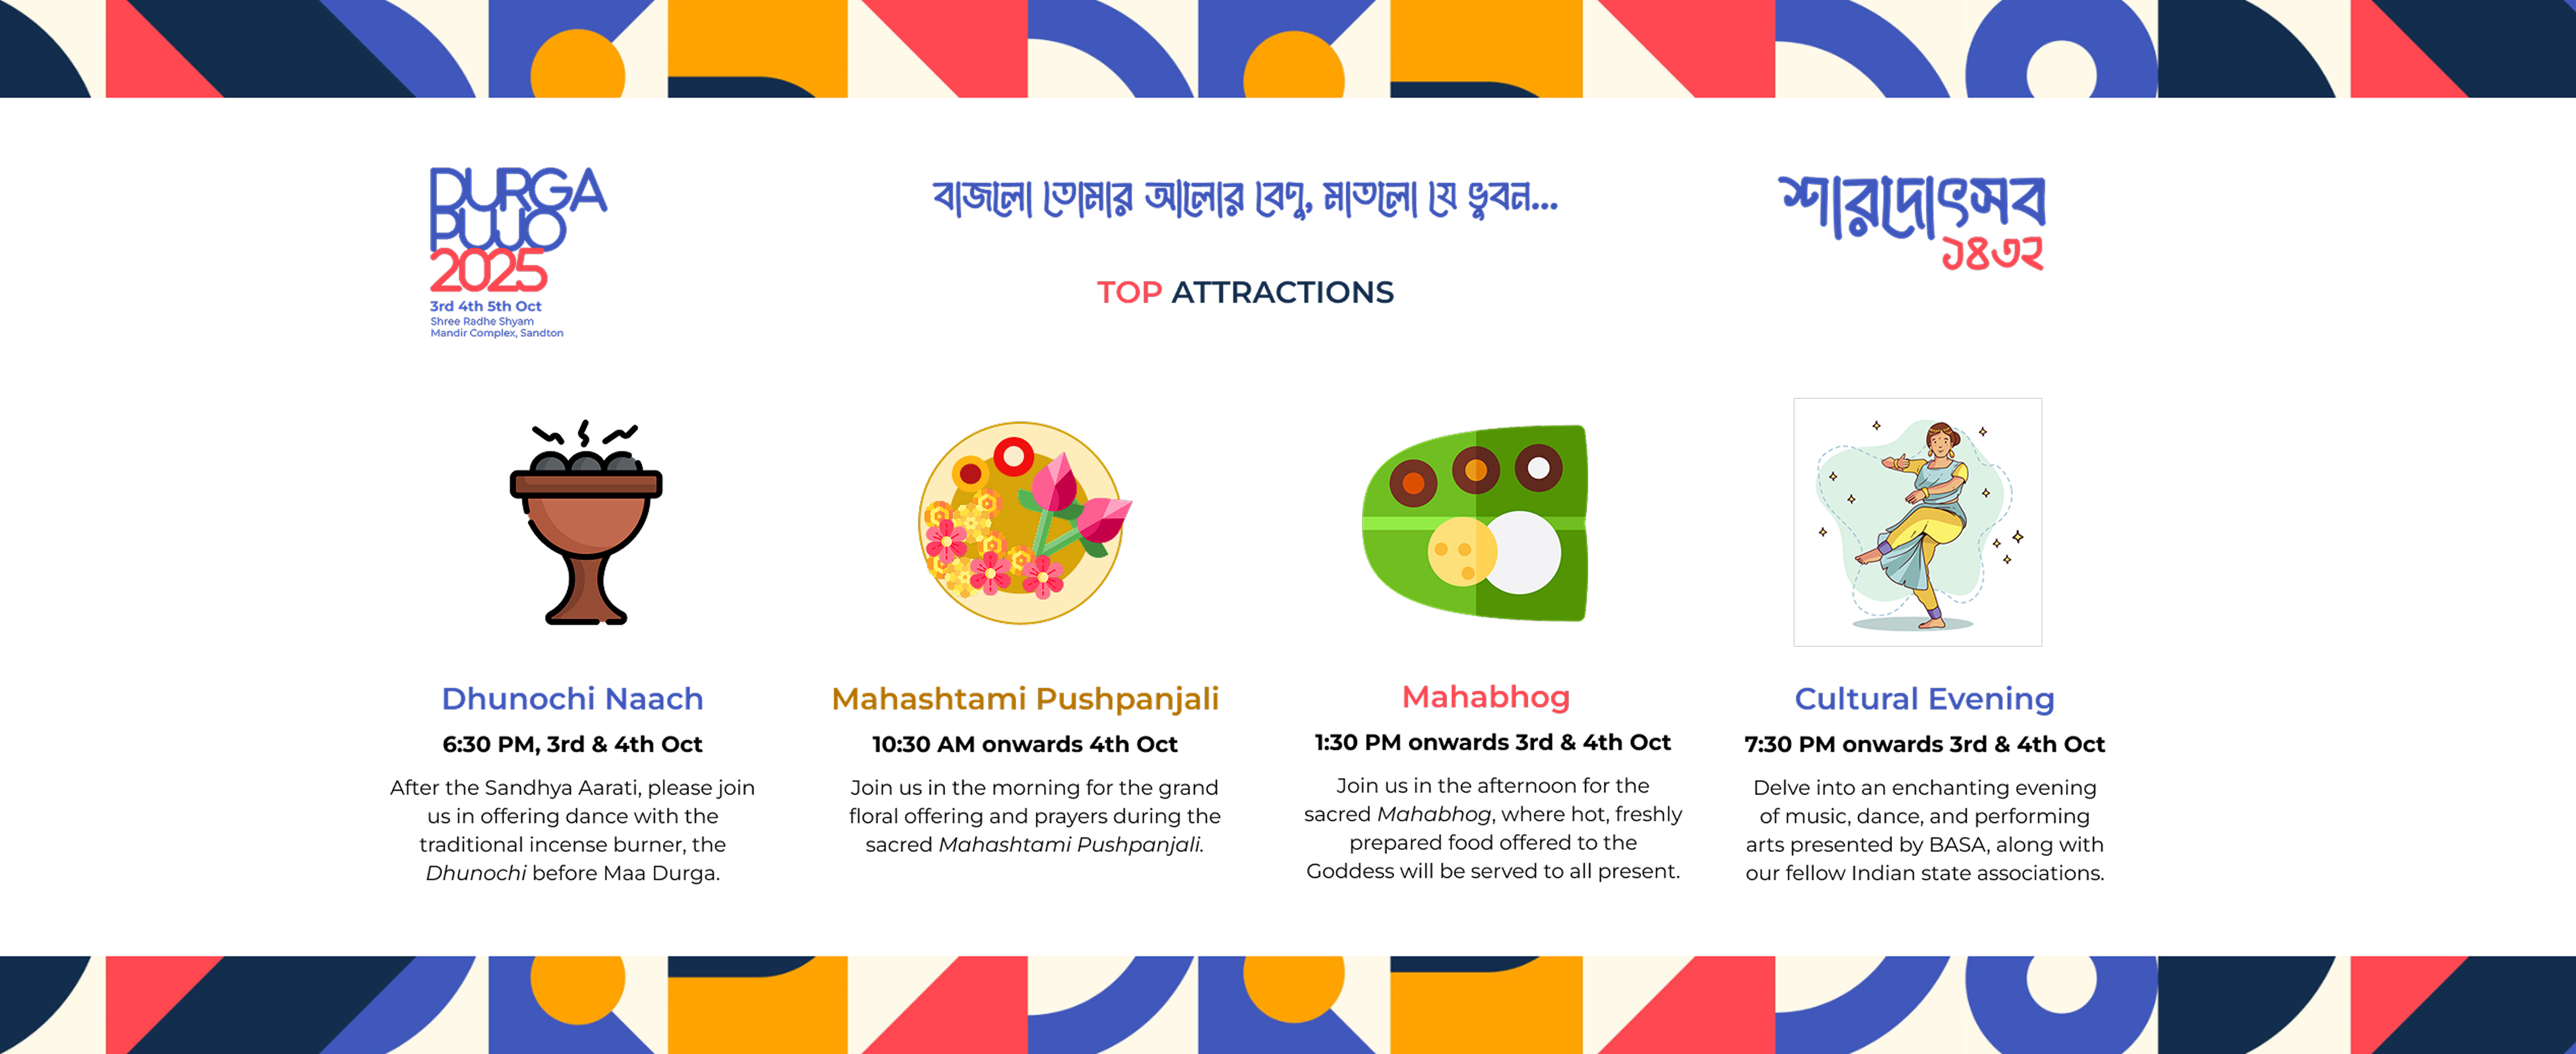 DURGA
PUJO
2025
3rd 4th 5th Oct
Shree Radhe Shyam
Mandir Complex, Sandton
বাজলো তোমার আলোর বেণু, মাতলো যে ভুবন...
TOP ATTRACTIONS
শারদোৎসব
১৪৩২
Dhunochi Naach
6:30 PM, 3rd & 4th Oct
After the Sandhya Aarati, please join
us in offering dance with the
traditional incense burner, the
Dhunochi before Maa Durga.
Mahashtami Pushpanjali
10:30 AM onwards 4th Oct
Join us in the morning for the grand
floral offering and prayers during the
sacred Mahashtami Pushpanjali.
Mahabhog
1:30 PM onwards 3rd & 4th Oct
Join us in the afternoon for the
sacred Mahabhog, where hot, freshly
prepared food offered to the
Goddess will be served to all present.
Cultural Evening
7:30 PM onwards 3rd & 4th Oct
Delve into an enchanting evening
of music, dance, and performing
arts presented by BASA, along with
our fellow Indian state associations.